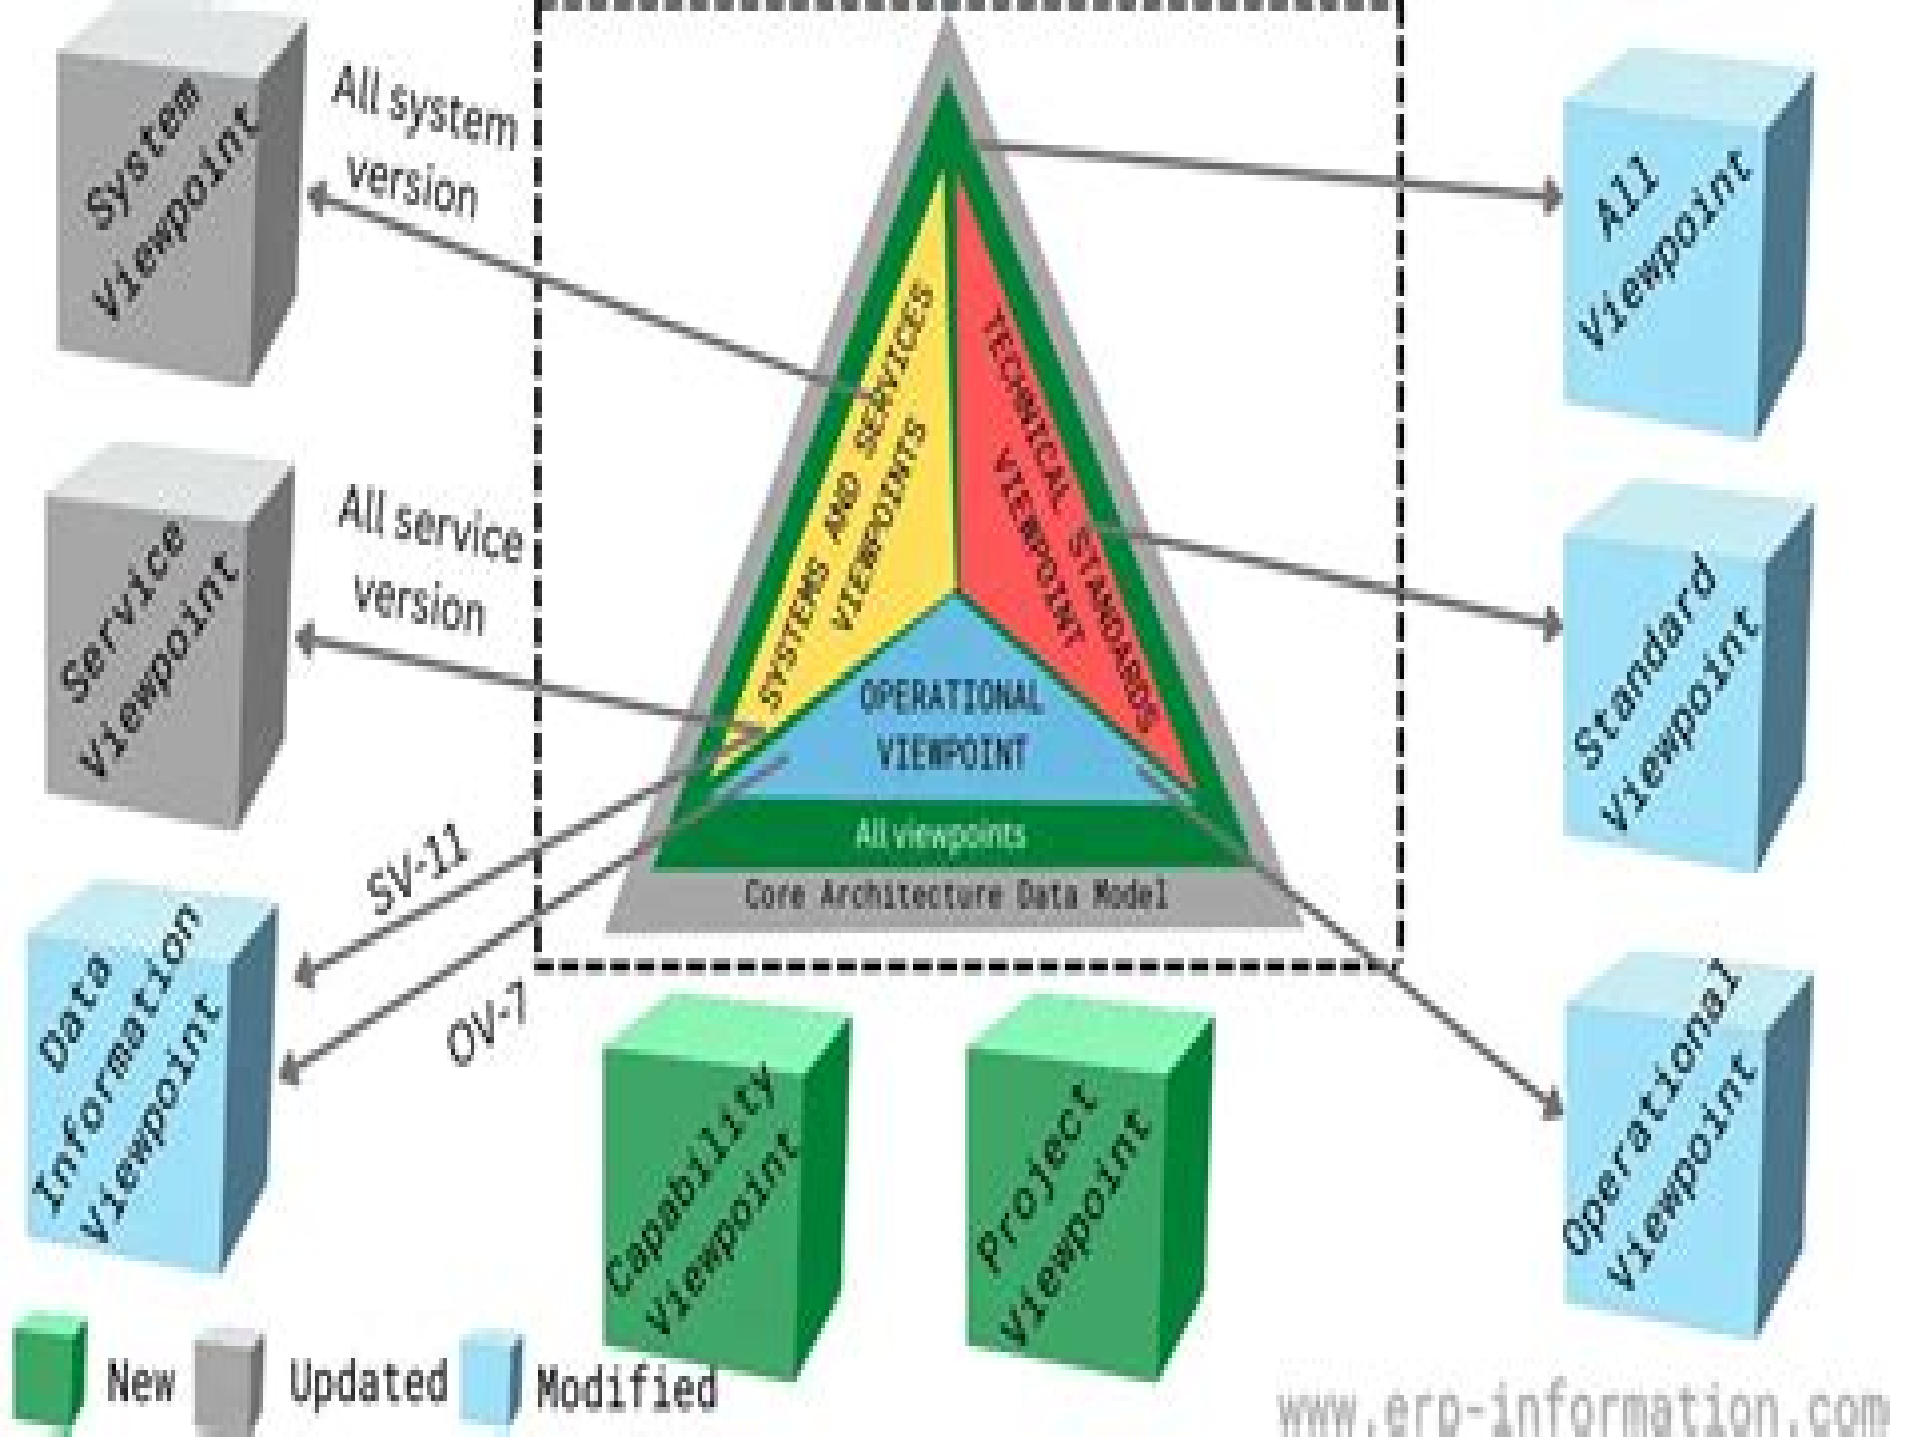 System
Viewpoint
All system
version
All
Viewpoint
SYSTEMS AND SERVICES
VIEWPOINTS
TECHNICAL STANDARDS
VIEWPOINT
Service
Viewpoint
All service
version
Standard
Viewpoint
OPERATIONAL
VIEWPOINT
All viewpoints
Core Architecture Data Model
SV-11
OV-7
Data
Information
Viewpoint
Capability
Viewpoint
Project
Viewpoint
Operational
Viewpoint
New
Updated
Modified
www.erp-information.com